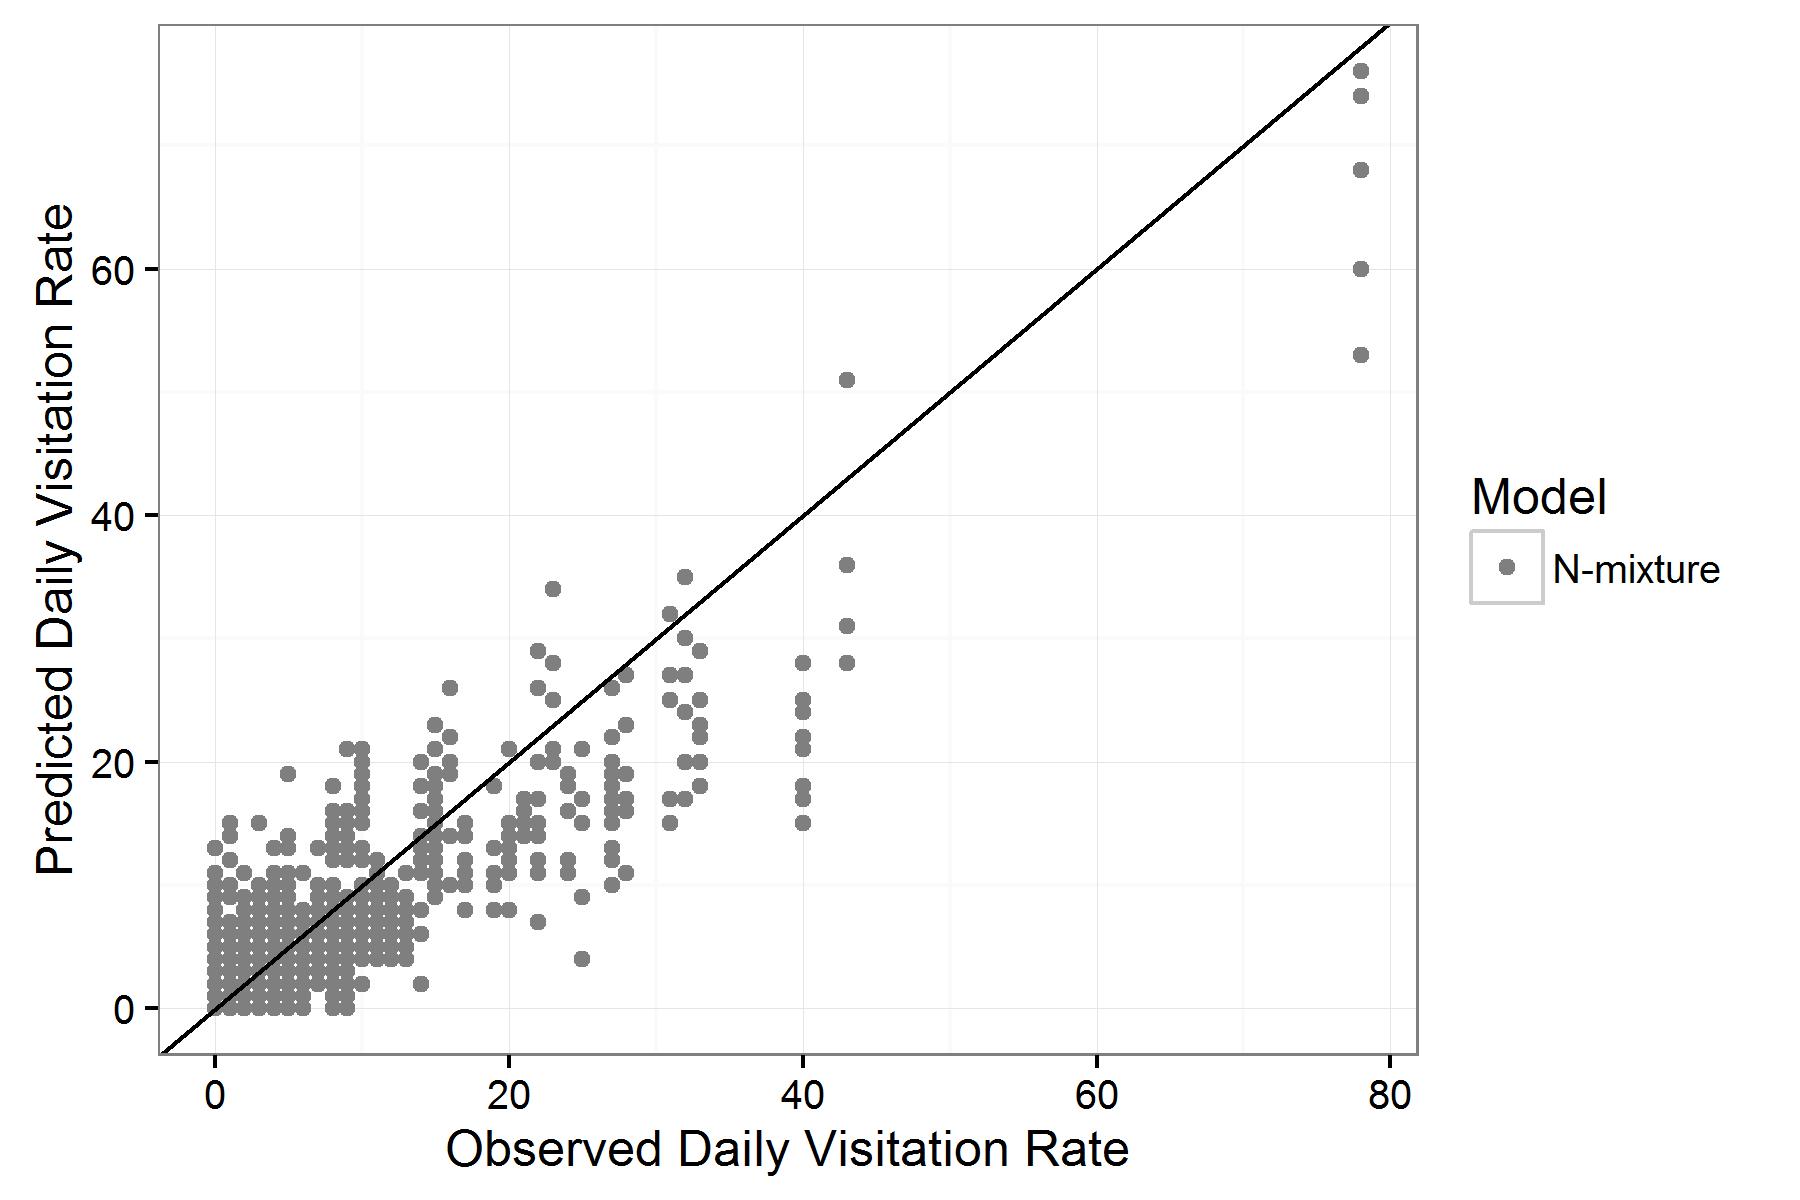 Predicted Daily Visitation Rate
60
40
20
0
0 20 40 60 80
Observed Daily Visitation Rate
Model
N-mixture